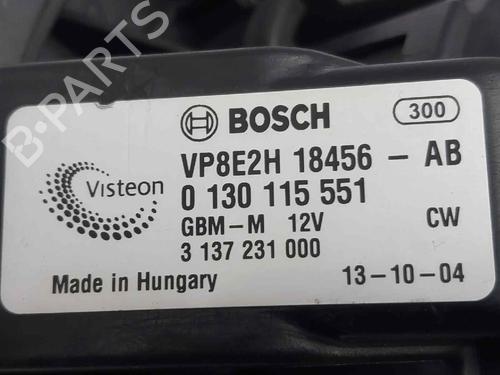 BOSCH 300
VP8E2H 18456 - AB
Visteon
0 130 115 551
GBM-M 12V CW
3 137 231 000
Made in Hungary 13-10-04
B-PARTS